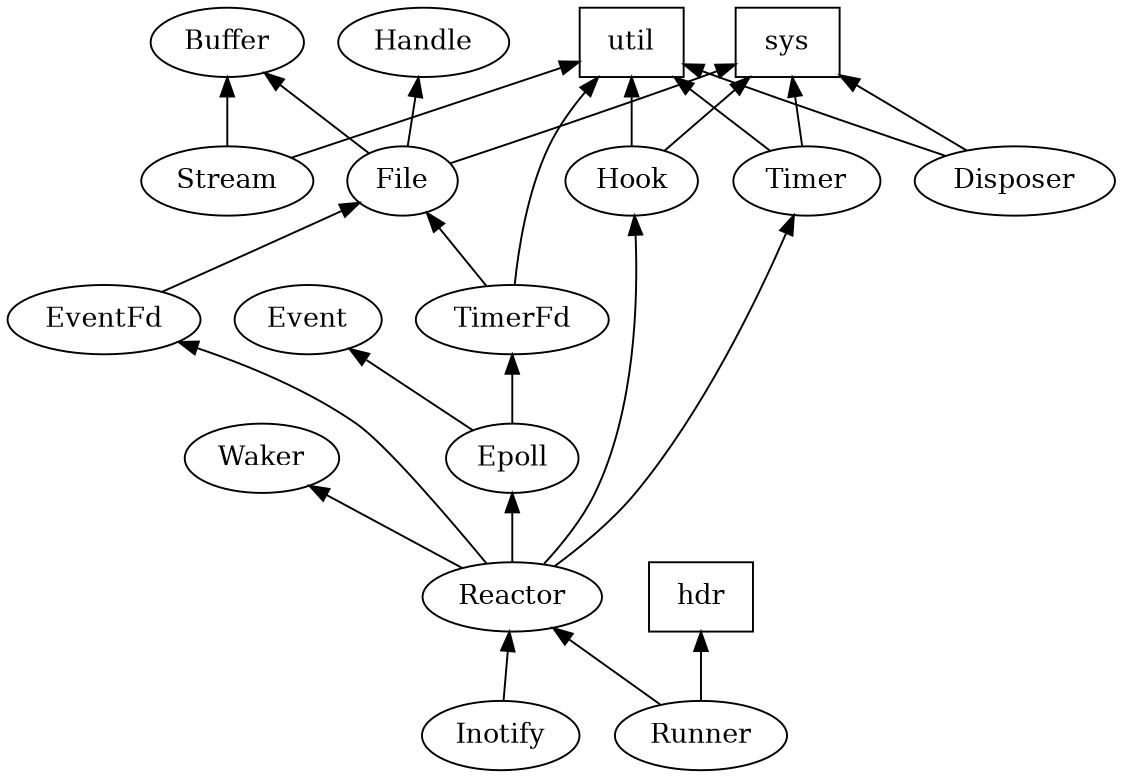 Buffer
Handle
util
sys
Stream
File
Hook
Timer
Disposer
EventFd
Event
TimerFd
Waker
Epoll
Reactor
hdr
Inotify
Runner